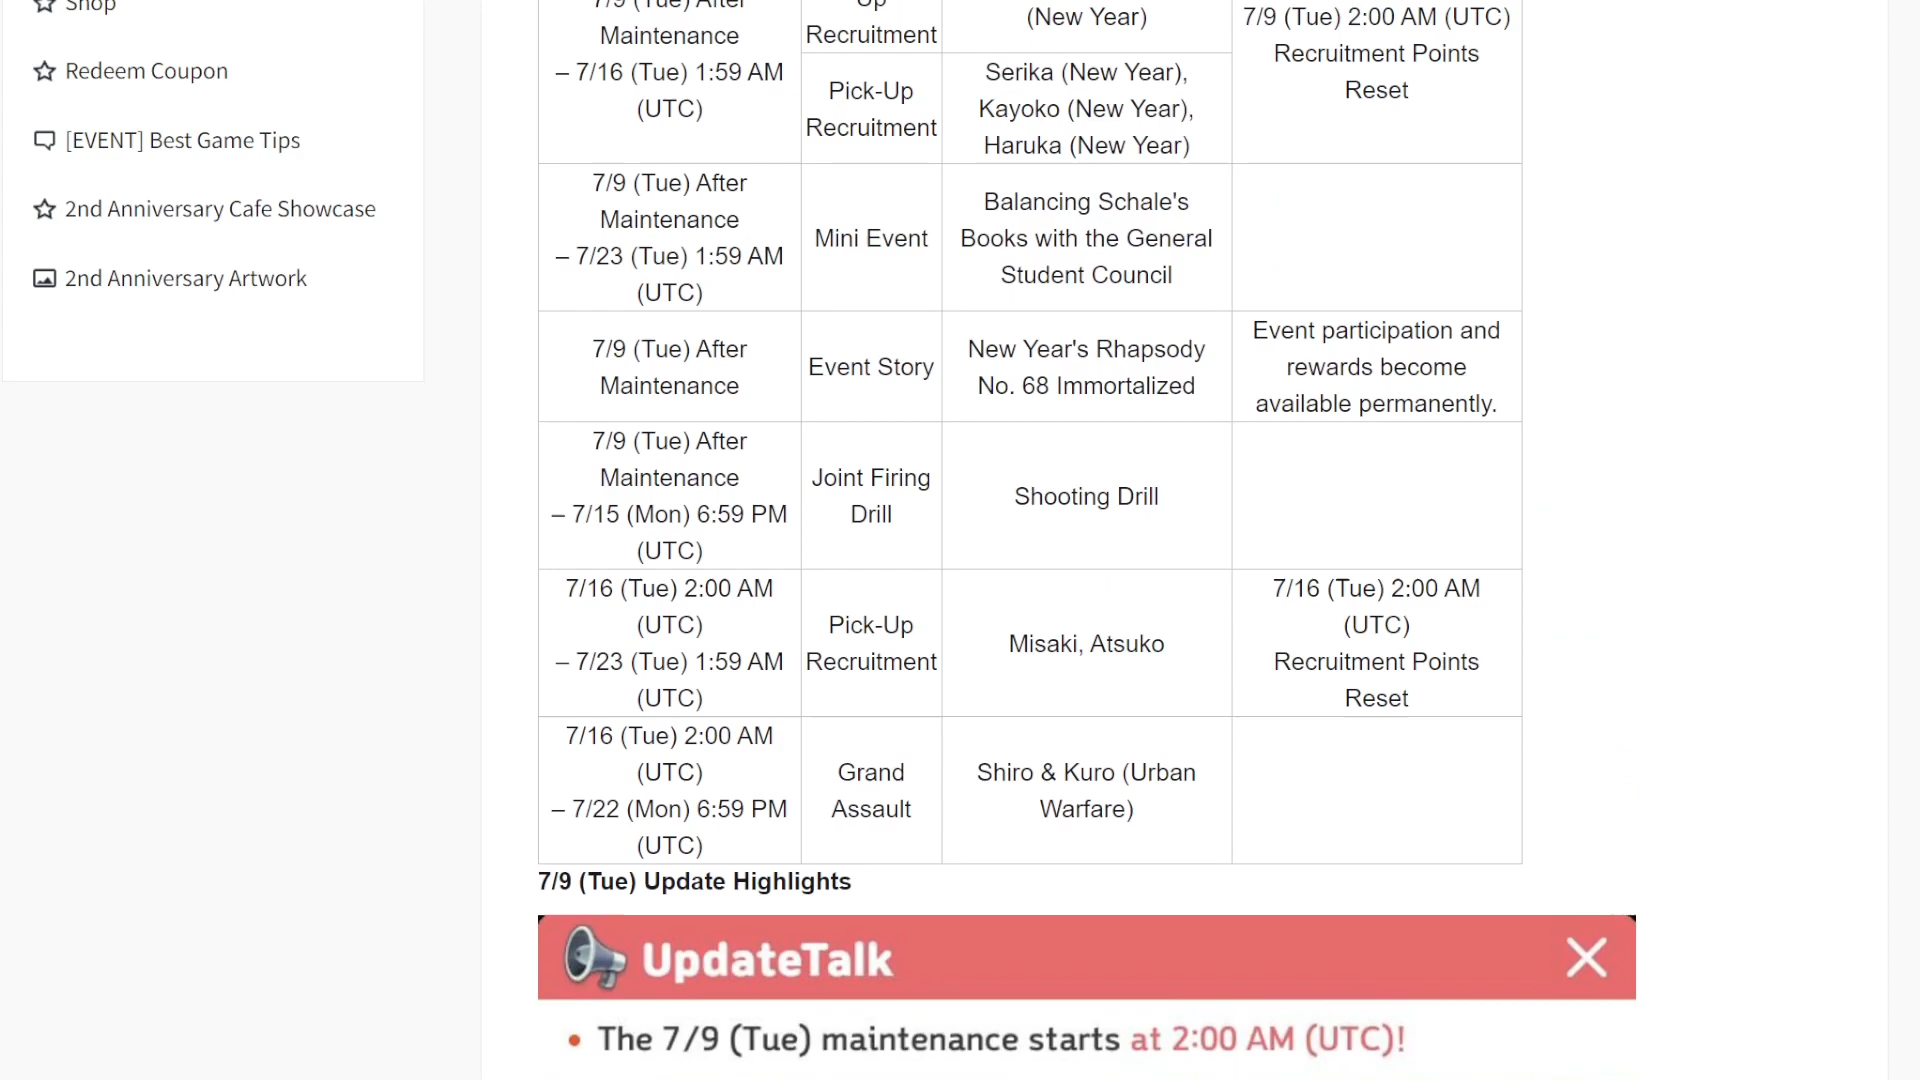 Shop
Redeem Coupon
[EVENT] Best Game Tips
2nd Anniversary Cafe Showcase
2nd Anniversary Artwork
7/9 (Tue) After
Maintenance
– 7/16 (Tue) 1:59 AM
(UTC)
Up
Recruitment
(New Year)
7/9 (Tue) 2:00 AM (UTC)
Recruitment Points
Reset
Pick-Up
Recruitment
Serika (New Year),
Kayoko (New Year),
Haruka (New Year)
7/9 (Tue) After
Maintenance
– 7/23 (Tue) 1:59 AM
(UTC)
Mini Event
Balancing Schale's
Books with the General
Student Council
7/9 (Tue) After
Maintenance
Event Story
New Year's Rhapsody
No. 68 Immortalized
Event participation and
rewards become
available permanently.
7/9 (Tue) After
Maintenance
– 7/15 (Mon) 6:59 PM
(UTC)
Joint Firing
Drill
Shooting Drill
7/16 (Tue) 2:00 AM
(UTC)
– 7/23 (Tue) 1:59 AM
(UTC)
Pick-Up
Recruitment
Misaki, Atsuko
7/16 (Tue) 2:00 AM
(UTC)
Recruitment Points
Reset
7/16 (Tue) 2:00 AM
(UTC)
– 7/22 (Mon) 6:59 PM
(UTC)
Grand
Assault
Shiro & Kuro (Urban
Warfare)
7/9 (Tue) Update Highlights
UpdateTalk
• The 7/9 (Tue) maintenance starts at 2:00 AM (UTC)!